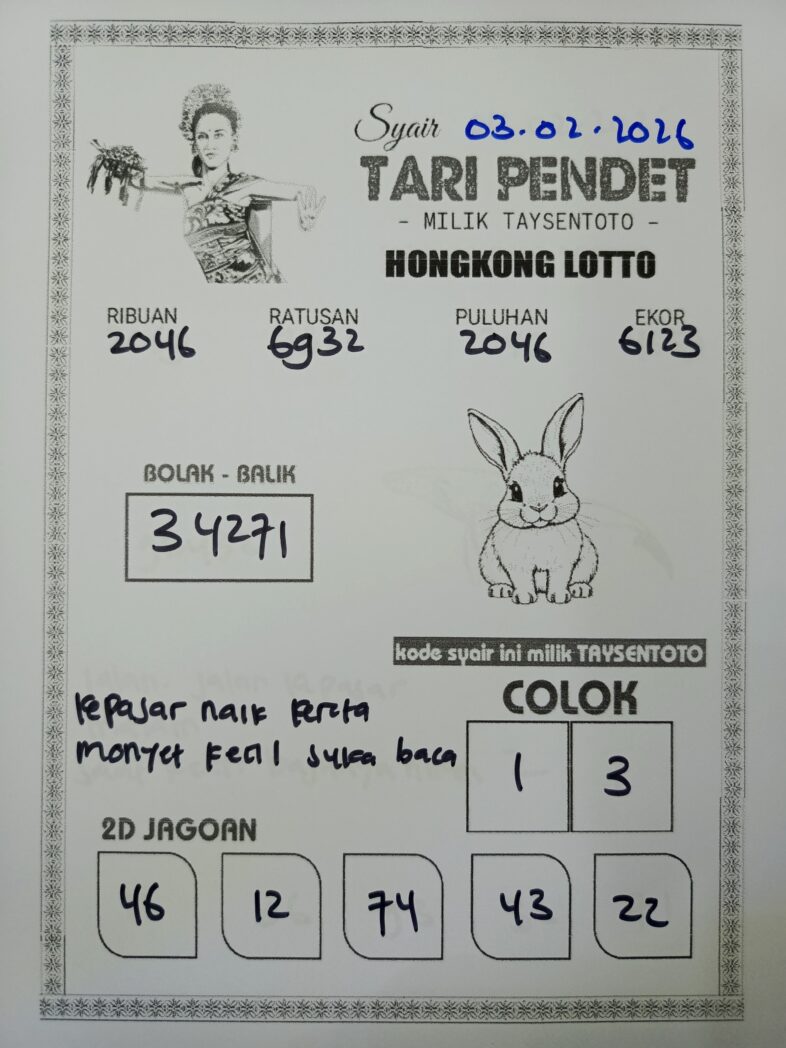 Syair 03.02.2026
TARI PENDET
- MILIK TAYSENTOTO -
HONGKONG LOTTO
RIBUAN RATUSAN PULUHAN EKOR
2046 6932 2046 6123
BOLAK - BALIK
34271
kode syair ini milik TAYSENTOTO
COLOK
1 3
kepasar naik kereta
monyet kecil suka baca
2D JAGOAN
46 12 74 43 22